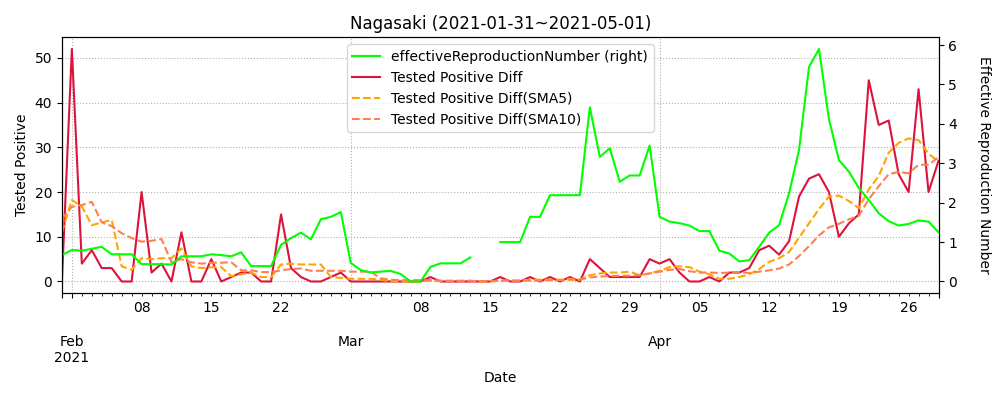 Nagasaki (2021-01-31~2021-05-01)
effectiveReproductionNumber (right)
Tested Positive Diff
Tested Positive Diff(SMA5)
Tested Positive Diff(SMA10)
Tested Positive
50
40
30
20
10
0
Effective Reproduction Number
6
5
4
3
2
1
0
08 15 22 08 15 22 29 05 12 19 26
Feb Mar Apr
2021
Date